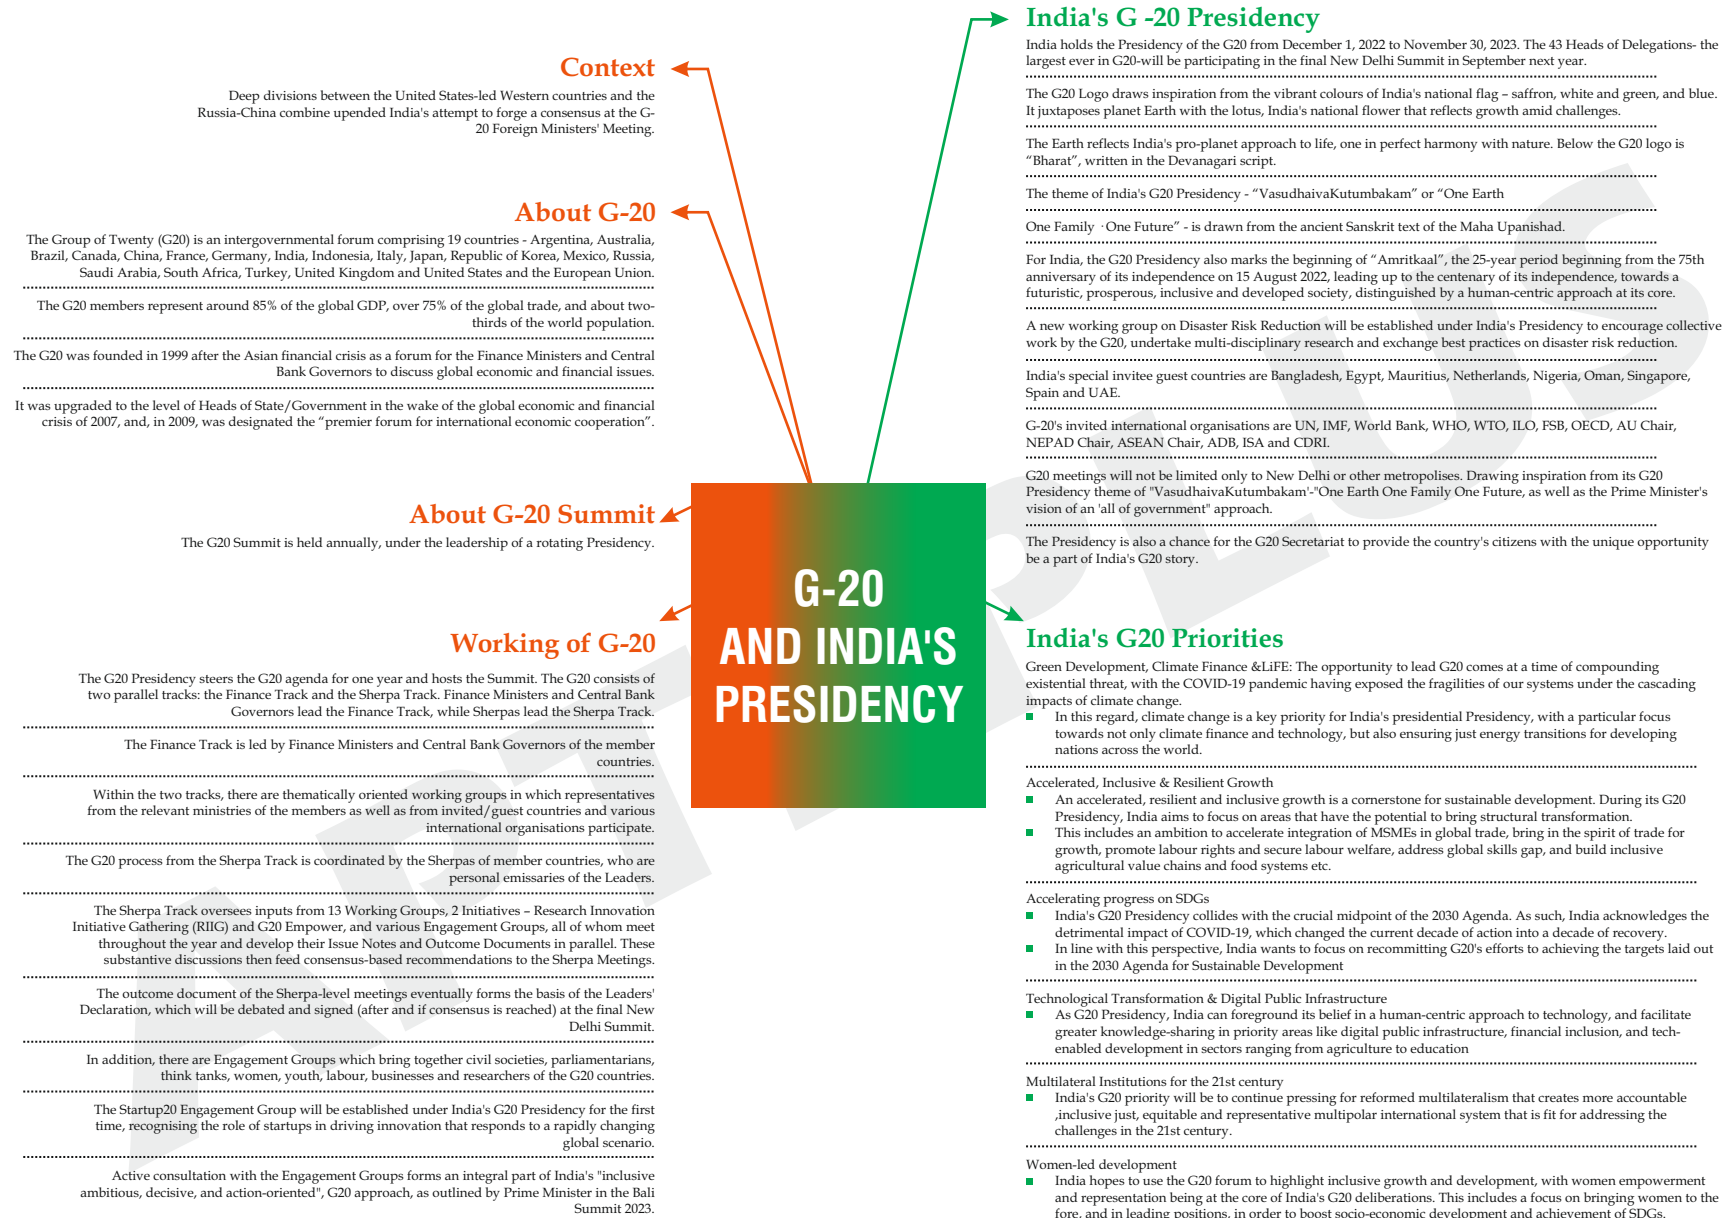 Context
Deep divisions between the United States-led Western countries and the
Russia-China combine upended India's attempt to forge a consensus at the G-
20 Foreign Ministers' Meeting.
About G-20
The Group of Twenty (G20) is an intergovernmental forum comprising 19 countries - Argentina, Australia,
Brazil, Canada, China, France, Germany, India, Indonesia, Italy, Japan, Republic of Korea, Mexico, Russia,
Saudi Arabia, South Africa, Turkey, United Kingdom and United States and the European Union.
The G20 members represent around 85% of the global GDP, over 75% of the global trade, and about two-
thirds of the world population.
The G20 was founded in 1999 after the Asian financial crisis as a forum for the Finance Ministers and Central
Bank Governors to discuss global economic and financial issues.
It was upgraded to the level of Heads of State/Government in the wake of the global economic and financial
crisis of 2007, and, in 2009, was designated the “premier forum for international economic cooperation”.
About G-20 Summit
The G20 Summit is held annually, under the leadership of a rotating Presidency.
Working of G-20
The G20 Presidency steers the G20 agenda for one year and hosts the Summit. The G20 consists of
two parallel tracks: the Finance Track and the Sherpa Track. Finance Ministers and Central Bank
Governors lead the Finance Track, while Sherpas lead the Sherpa Track.
The Finance Track is led by Finance Ministers and Central Bank Governors of the member
countries.
Within the two tracks, there are thematically oriented working groups in which representatives
from the relevant ministries of the members as well as from invited/guest countries and various
international organisations participate.
The G20 process from the Sherpa Track is coordinated by the Sherpas of member countries, who are
personal emissaries of the Leaders.
The Sherpa Track oversees inputs from 13 Working Groups, 2 Initiatives – Research Innovation
Initiative Gathering (RIIG) and G20 Empower, and various Engagement Groups, all of whom meet
throughout the year and develop their Issue Notes and Outcome Documents in parallel. These
substantive discussions then feed consensus-based recommendations to the Sherpa Meetings.
The outcome document of the Sherpa-level meetings eventually forms the basis of the Leaders'
Declaration, which will be debated and signed (after and if consensus is reached) at the final New
Delhi Summit.
In addition, there are Engagement Groups which bring together civil societies, parliamentarians,
think tanks, women, youth, labour, businesses and researchers of the G20 countries.
The Startup20 Engagement Group will be established under India's G20 Presidency for the first
time, recognising the role of startups in driving innovation that responds to a rapidly changing
global scenario.
Active consultation with the Engagement Groups forms an integral part of India's "inclusive
ambitious, decisive, and action-oriented", G20 approach, as outlined by Prime Minister in the Bali
Summit 2023.
G-20
AND INDIA'S
PRESIDENCY
India's G -20 Presidency
India holds the Presidency of the G20 from December 1, 2022 to November 30, 2023. The 43 Heads of Delegations- the
largest ever in G20-will be participating in the final New Delhi Summit in September next year.
The G20 Logo draws inspiration from the vibrant colours of India's national flag – saffron, white and green, and blue.
It juxtaposes planet Earth with the lotus, India's national flower that reflects growth amid challenges.
The Earth reflects India's pro-planet approach to life, one in perfect harmony with nature. Below the G20 logo is
“Bharat”, written in the Devanagari script.
The theme of India's G20 Presidency - “VasudhaivaKutumbakam” or “One Earth
One Family · One Future” - is drawn from the ancient Sanskrit text of the Maha Upanishad.
For India, the G20 Presidency also marks the beginning of “Amritkaal”, the 25-year period beginning from the 75th
anniversary of its independence on 15 August 2022, leading up to the centenary of its independence, towards a
futuristic, prosperous, inclusive and developed society, distinguished by a human-centric approach at its core.
A new working group on Disaster Risk Reduction will be established under India's Presidency to encourage collective
work by the G20, undertake multi-disciplinary research and exchange best practices on disaster risk reduction.
India's special invitee guest countries are Bangladesh, Egypt, Mauritius, Netherlands, Nigeria, Oman, Singapore,
Spain and UAE.
G-20's invited international organisations are UN, IMF, World Bank, WHO, WTO, ILO, FSB, OECD, AU Chair,
NEPAD Chair, ASEAN Chair, ADB, ISA and CDRI.
G20 meetings will not be limited only to New Delhi or other metropolises. Drawing inspiration from its G20
Presidency theme of "VasudhaivaKutumbakam'-"One Earth One Family One Future, as well as the Prime Minister's
vision of an 'all of government" approach.
The Presidency is also a chance for the G20 Secretariat to provide the country's citizens with the unique opportunity
be a part of India's G20 story.
India's G20 Priorities
Green Development, Climate Finance &LiFE: The opportunity to lead G20 comes at a time of compounding
existential threat, with the COVID-19 pandemic having exposed the fragilities of our systems under the cascading
impacts of climate change.
In this regard, climate change is a key priority for India's presidential Presidency, with a particular focus
towards not only climate finance and technology, but also ensuring just energy transitions for developing
nations across the world.
Accelerated, Inclusive & Resilient Growth
An accelerated, resilient and inclusive growth is a cornerstone for sustainable development. During its G20
Presidency, India aims to focus on areas that have the potential to bring structural transformation.
This includes an ambition to accelerate integration of MSMEs in global trade, bring in the spirit of trade for
growth, promote labour rights and secure labour welfare, address global skills gap, and build inclusive
agricultural value chains and food systems etc.
Accelerating progress on SDGs
India's G20 Presidency collides with the crucial midpoint of the 2030 Agenda. As such, India acknowledges the
detrimental impact of COVID-19, which changed the current decade of action into a decade of recovery.
In line with this perspective, India wants to focus on recommitting G20's efforts to achieving the targets laid out
in the 2030 Agenda for Sustainable Development
Technological Transformation & Digital Public Infrastructure
As G20 Presidency, India can foreground its belief in a human-centric approach to technology, and facilitate
greater knowledge-sharing in priority areas like digital public infrastructure, financial inclusion, and tech-
enabled development in sectors ranging from agriculture to education
Multilateral Institutions for the 21st century
India's G20 priority will be to continue pressing for reformed multilateralism that creates more accountable
,inclusive just, equitable and representative multipolar international system that is fit for addressing the
challenges in the 21st century.
Women-led development
India hopes to use the G20 forum to highlight inclusive growth and development, with women empowerment
and representation being at the core of India's G20 deliberations. This includes a focus on bringing women to the
fore, and in leading positions, in order to boost socio-economic development and achievement of SDGs.
APTI PLUS